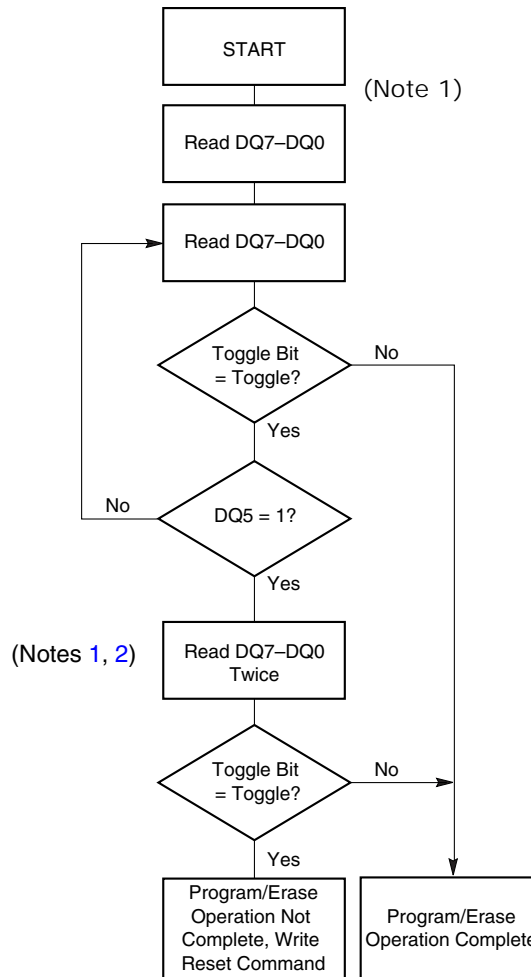 START
(Note 1)
Read DQ7–DQ0
Read DQ7–DQ0
Toggle Bit
= Toggle?
No
Yes
DQ5 = 1?
No
Yes
(Notes 1, 2)
Read DQ7–DQ0
Twice
Toggle Bit
= Toggle?
No
Yes
Program/Erase
Operation Not
Complete, Write
Reset Command
Program/Erase
Operation Complete